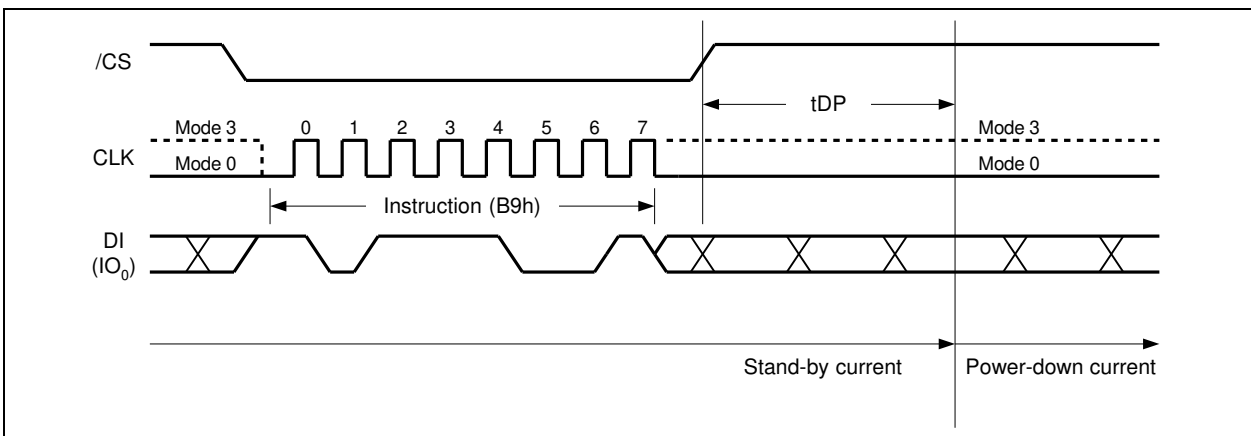 /CS
tDP
Mode 3 0 1 2 3 4 5 6 7 Mode 3
CLK
Mode 0 Mode 0
Instruction (B9h)
DI
(IO0)
Stand-by current Power-down current